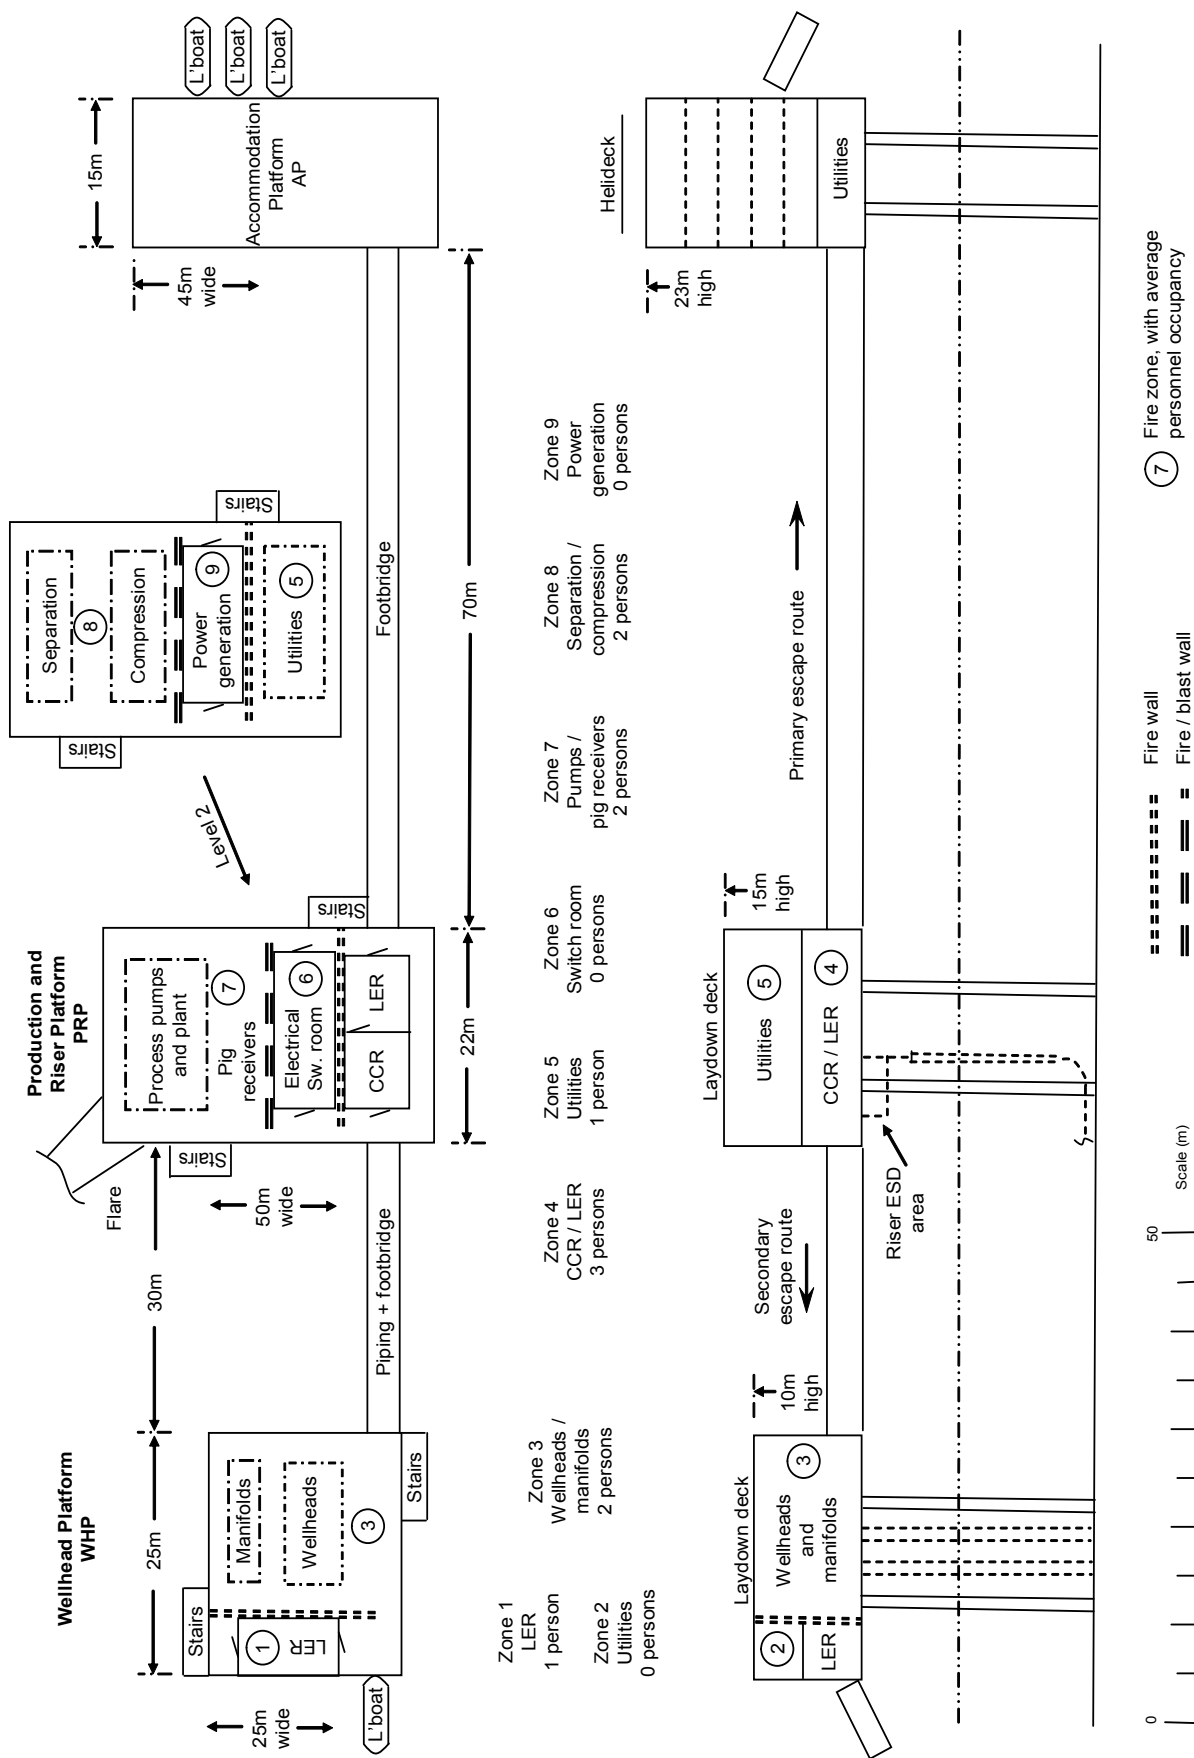 Wellhead Platform
WHP
Production and
Riser Platform
PRP
25m
30m
Flare
Stairs
Manifolds
Wellheads
3
1
LER
Stairs
L'boat
25m
wide
Piping + footbridge
50m
wide
Stairs
Process pumps
and plant
7
Pig
receivers
Electrical
Sw. room
6
CCR
LER
Stairs
22m
Level 2
Stairs
Separation
8
Compression
Power
generation
9
Utilities
5
Stairs
Footbridge
70m
15m
45m
wide
Accommodation
Platform
AP
L'boat
L'boat
L'boat
Zone 1
LER
1 person
Zone 2
Utilities
0 persons
Zone 3
Wellheads /
manifolds
2 persons
Zone 4
CCR / LER
3 persons
Zone 5
Utilities
1 person
Zone 6
Switch room
0 persons
Zone 7
Pumps /
pig receivers
2 persons
Zone 8
Separation /
compression
2 persons
Zone 9
Power
generation
0 persons
Laydown deck
2
LER
Wellheads
and
manifolds
3
10m
high
Secondary
escape route
Riser ESD
area
Laydown deck
Utilities
5
CCR / LER
4
15m
high
Primary escape route
23m
high
Helideck
Utilities
0
50
Scale (m)
Fire wall
Fire / blast wall
7
Fire zone, with average
personnel occupancy